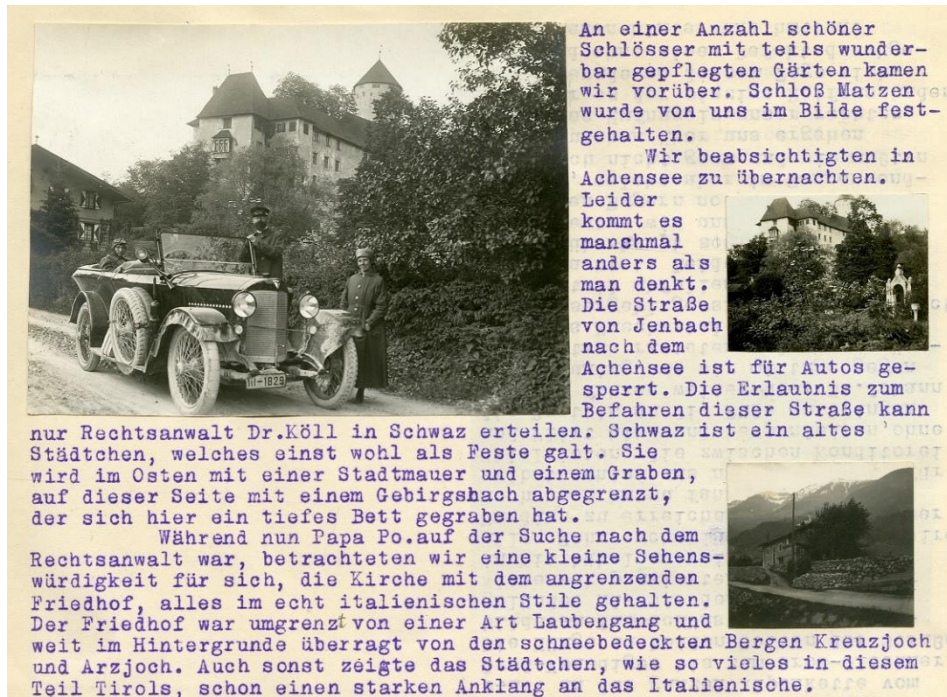 An einer Anzahl schöner
Schlösser mit teils wunder-
bar gepflegten Gärten kamen
wir vorüber. Schloß Matzen
wurde von uns im Bilde fest-
gehalten.
Wir beabsichtigten in
Achensee zu übernachten.
Leider
kommt es
manchmal
anders als
man denkt.
Die Straße
von Jenbach
nach dem
Achensee ist für Autos ge-
sperrt. Die Erlaubnis zum
Befahren dieser Straße kann
nur Rechtsanwalt Dr.Köll in Schwaz erteilen. Schwaz ist ein altes
Städtchen, welches einst wohl als Feste galt. Sie
wird im Osten mit einer Stadtmauer und einem Graben,
auf dieser Seite mit einem Gebirgsbach abgegrenzt,
der sich hier ein tiefes Bett gegraben hat.
Während nun Papa Po.auf der Suche nach dem
Rechtsanwalt war, betrachteten wir eine kleine Sehens-
würdigkeit für sich, die Kirche mit dem angrenzenden
Friedhof, alles im echt italienischen Stile gehalten.
Der Friedhof war umgrenzt von einer Art Laubengang und
weit im Hintergrunde überragt von den schneebedeckten Bergen Kreuzjoch
und Arzjoch. Auch sonst zeigte das Städtchen, wie so vieles in diesem
Teil Tirols, schon einen starken Anklang an das Italienische.
1829